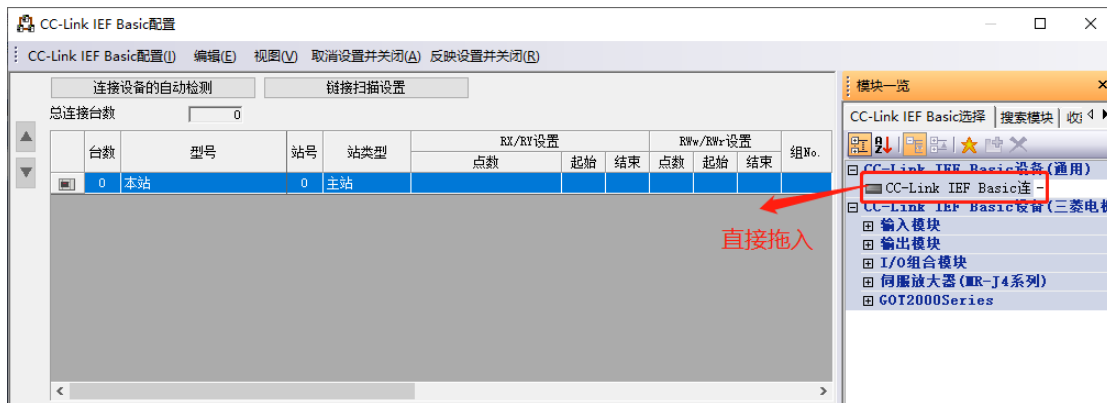 CC-Link IEF Basic配置
CC-Link IEF Basic配置(I) 编辑(E) 视图(V) 取消设置并关闭(A) 反映设置并关闭(R)
连接设备的自动检测 链接扫描设置
总连接台数 0
台数 型号 站号 站类型 RX/RY设置 RWw/RWr设置 组No.
点数 起始 结束 点数 起始 结束
0 本站 0 主站
直接拖入
模块一览
CC-Link IEF Basic选择 搜索模块
CC-Link IEF Basic设备(通用)
CC-Link IEF Basic连 -
CC-Link IEF Basic设备(三菱电
输入模块
输出模块
I/O组合模块
伺服放大器(MR-J4系列)
GOT2000Series